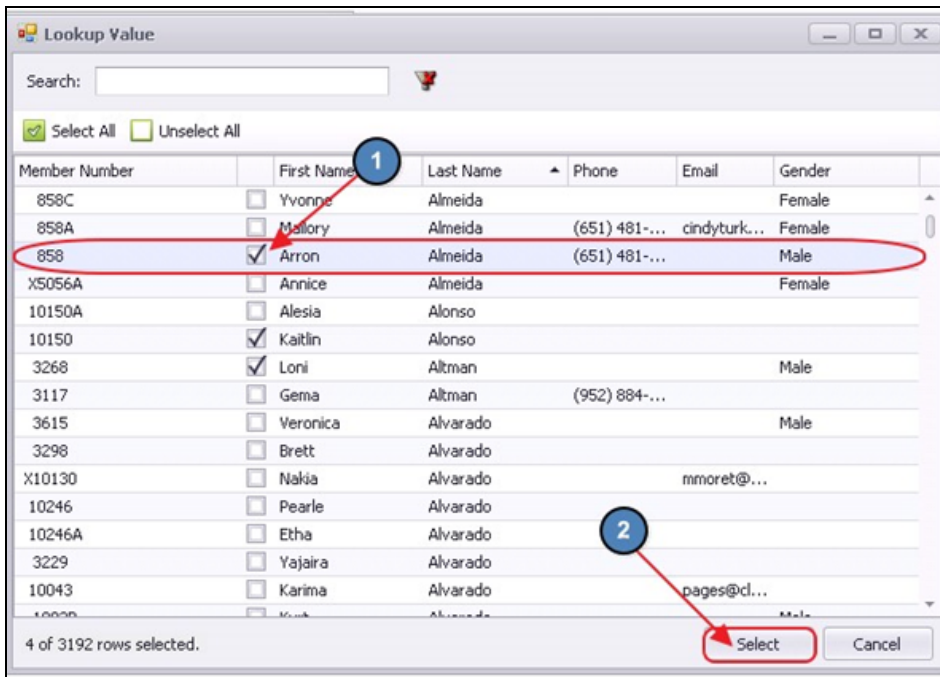 Lookup Value
Search:
Select All Unselect All
Member Number First Name Last Name Phone Email Gender
1
858C Yvonne Almeida Female
858A Mallory Almeida (651) 481-... cindyturk... Female
858 Arron Almeida (651) 481-... Male
X5056A Annice Almeida Female
10150A Alesia Alonso
10150 Kaitlin Alonso
3268 Loni Altman Male
3117 Gema Altman (952) 884-...
3615 Veronica Alvarado Male
3298 Brett Alvarado
X10130 Nakia Alvarado mmoret@...
10246 Pearle Alvarado
10246A Etha Alvarado
2
3229 Yajaira Alvarado
10043 Karima Alvarado pages@cl...
Alvarado Male
4 of 3192 rows selected. Select Cancel